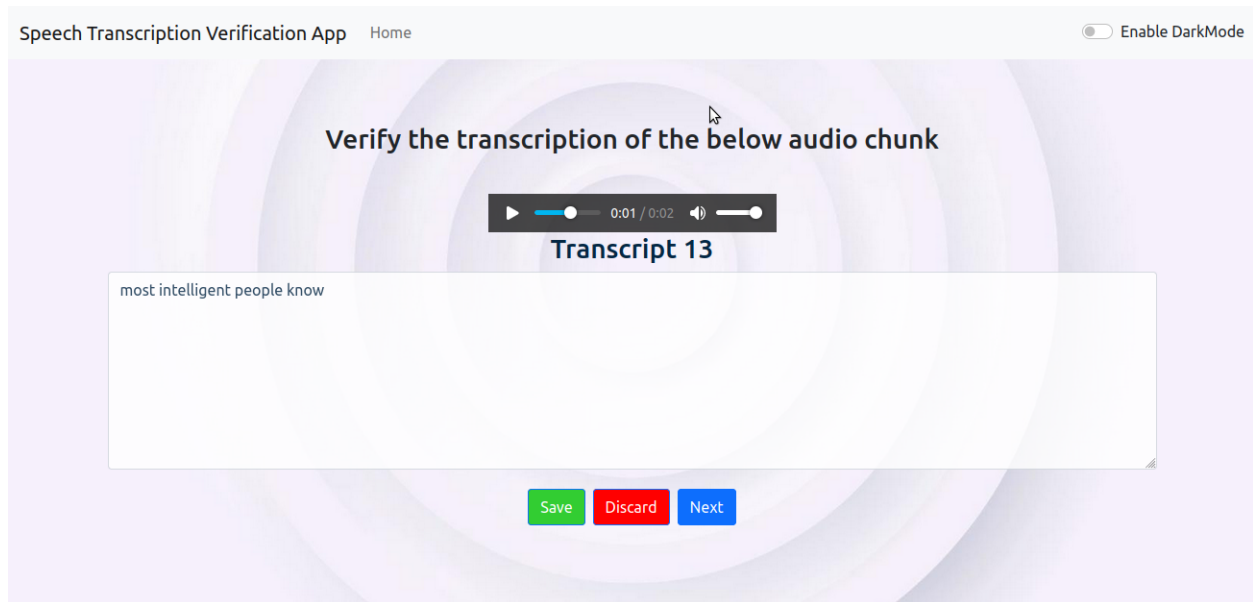 Speech Transcription Verification App Home Enable DarkMode
Verify the transcription of the below audio chunk
0:01 / 0:02
Transcript 13
most intelligent people know
Save Discard Next